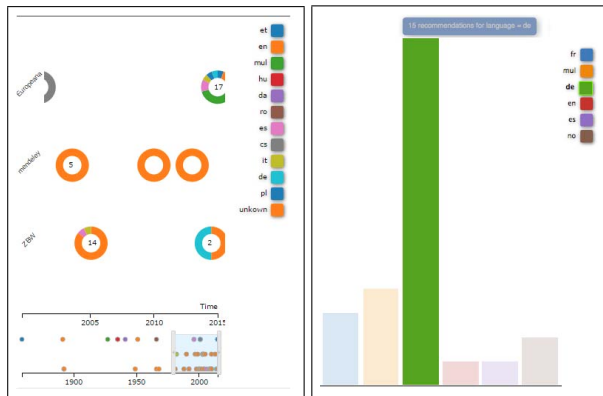 et
en
mul
hu
da
ro
es
cs
it
de
pl
unkown
Europeana
17
mendeley
5
ZBW
14
2
Time
2005
2010
2015
1900
1950
2000
16 recommendations for language = de
fr
mul
de
en
es
no